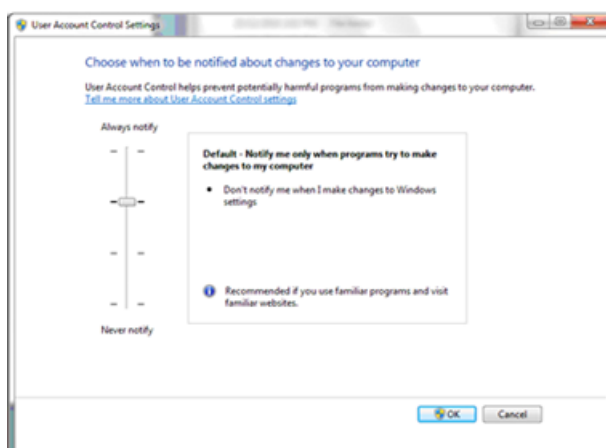 User Account Control Settings
Choose when to be notified about changes to your computer
User Account Control helps prevent potentially harmful programs from making changes to your computer.
Tell me more about User Account Control settings
Always notify
Default - Notify me only when programs try to make
changes to my computer
• Don't notify me when I make changes to Windows
settings
Recommended if you use familiar programs and visit
familiar websites.
Never notify
OK Cancel